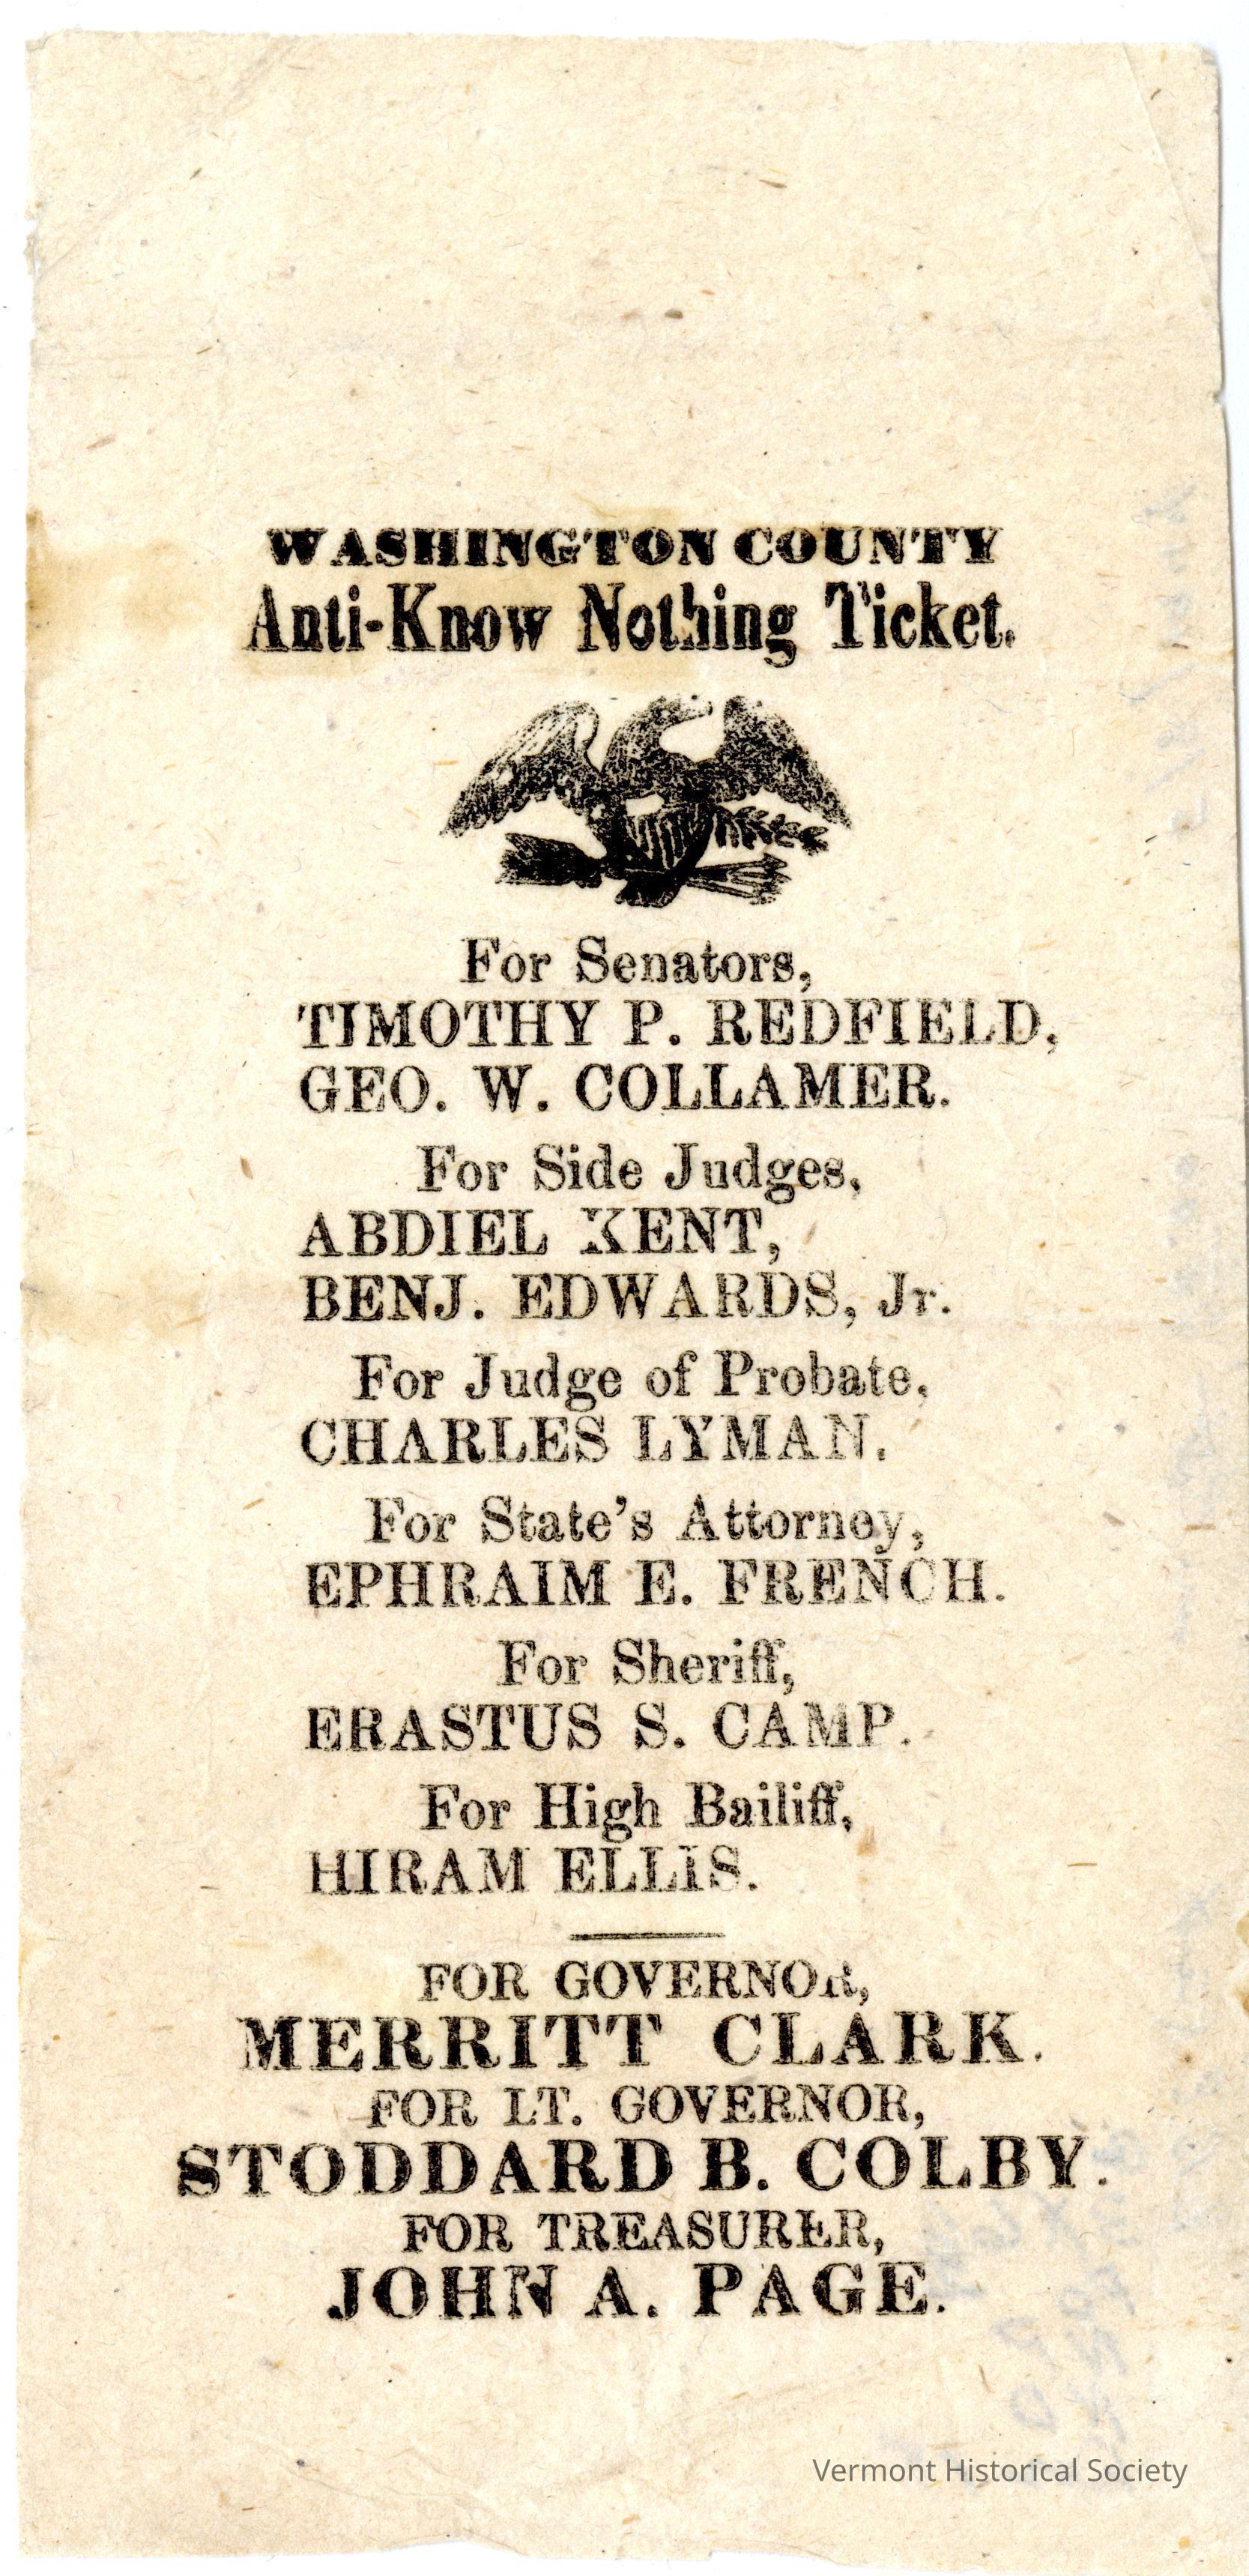 WASHINGTON COUNTY
Anti-Know Nothing Ticket.
For Senators,
TIMOTHY P. REDFIELD,
GEO. W. COLLAMER.
For Side Judges,
ABDIEL KENT,
BENJ. EDWARDS, Jr.
For Judge of Probate,
CHARLES LYMAN.
For State's Attorney,
EPHRAIM E. FRENCH.
For Sheriff,
ERASTUS S. CAMP.
For High Bailiff,
HIRAM ELLIS.
FOR GOVERNOR,
MERRITT CLARK.
FOR LT. GOVERNOR,
STODDARD B. COLBY.
FOR TREASURER,
JOHN A. PAGE.
Vermont Historical Society